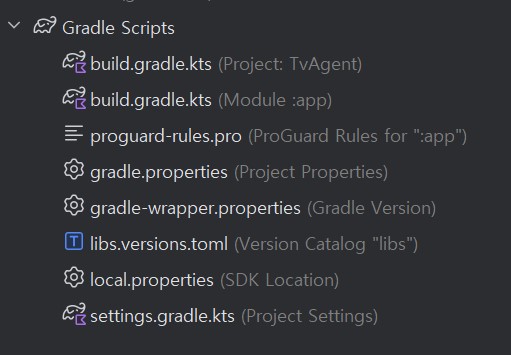 Gradle Scripts
build.gradle.kts (Project: TvAgent)
build.gradle.kts (Module :app)
proguard-rules.pro (ProGuard Rules for ":app")
gradle.properties (Project Properties)
gradle-wrapper.properties (Gradle Version)
libs.versions.toml (Version Catalog "libs")
local.properties (SDK Location)
settings.gradle.kts (Project Settings)